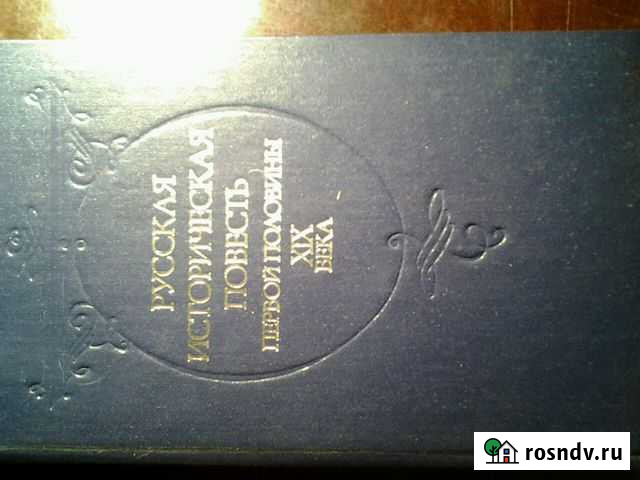 РУССКАЯ
ИСТОРИЧЕСКАЯ
ПОВЕСТЬ
ПЕРВОЙ ПОЛОВИНЫ
XIX
ВЕКА
rosndv.ru